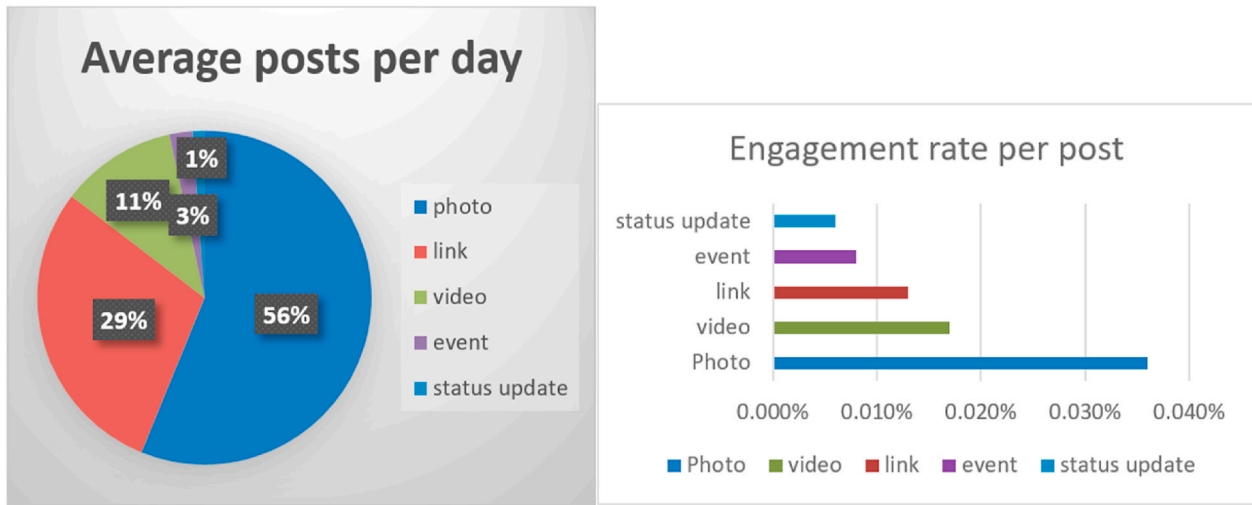 Average posts per day
1%
11%
3%
29%
56%
photo
link
video
event
status update
Engagement rate per post
status update
event
link
video
Photo
0.000% 0.010% 0.020% 0.030% 0.040%
Photo video link event status update